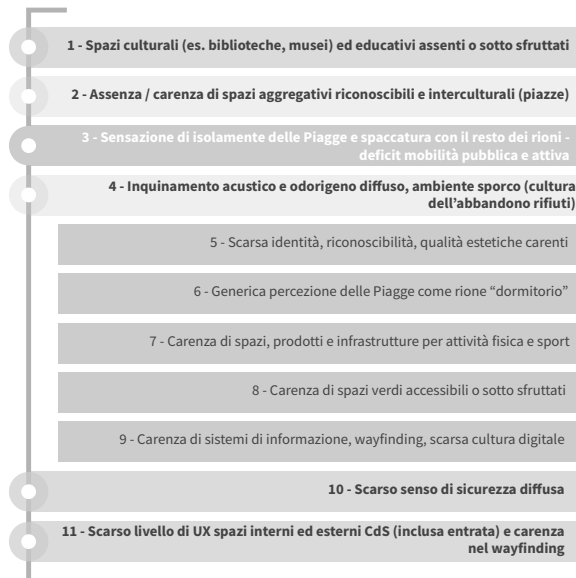 1 - Spazi culturali (es. biblioteche, musei) ed educativi assenti o sotto sfruttati
2 - Assenza / carenza di spazi aggregativi riconoscibili e interculturali (piazze)
3 - Sensazione di isolamente delle Piagge e spaccatura con il resto dei rioni -
deficit mobilità pubblica e attiva
4 - Inquinamento acustico e odorigeno diffuso, ambiente sporco (cultura
dell’abbandono rifiuti)
5 - Scarsa identità, riconoscibilità, qualità estetiche carenti
6 - Generica percezione delle Piagge come rione “dormitorio”
7 - Carenza di spazi, prodotti e infrastrutture per attività fisica e sport
8 - Carenza di spazi verdi accessibili o sotto sfruttati
9 - Carenza di sistemi di informazione, wayfinding, scarsa cultura digitale
10 - Scarso senso di sicurezza diffusa
11 - Scarso livello di UX spazi interni ed esterni CdS (inclusa entrata) e carenza
nel wayfinding